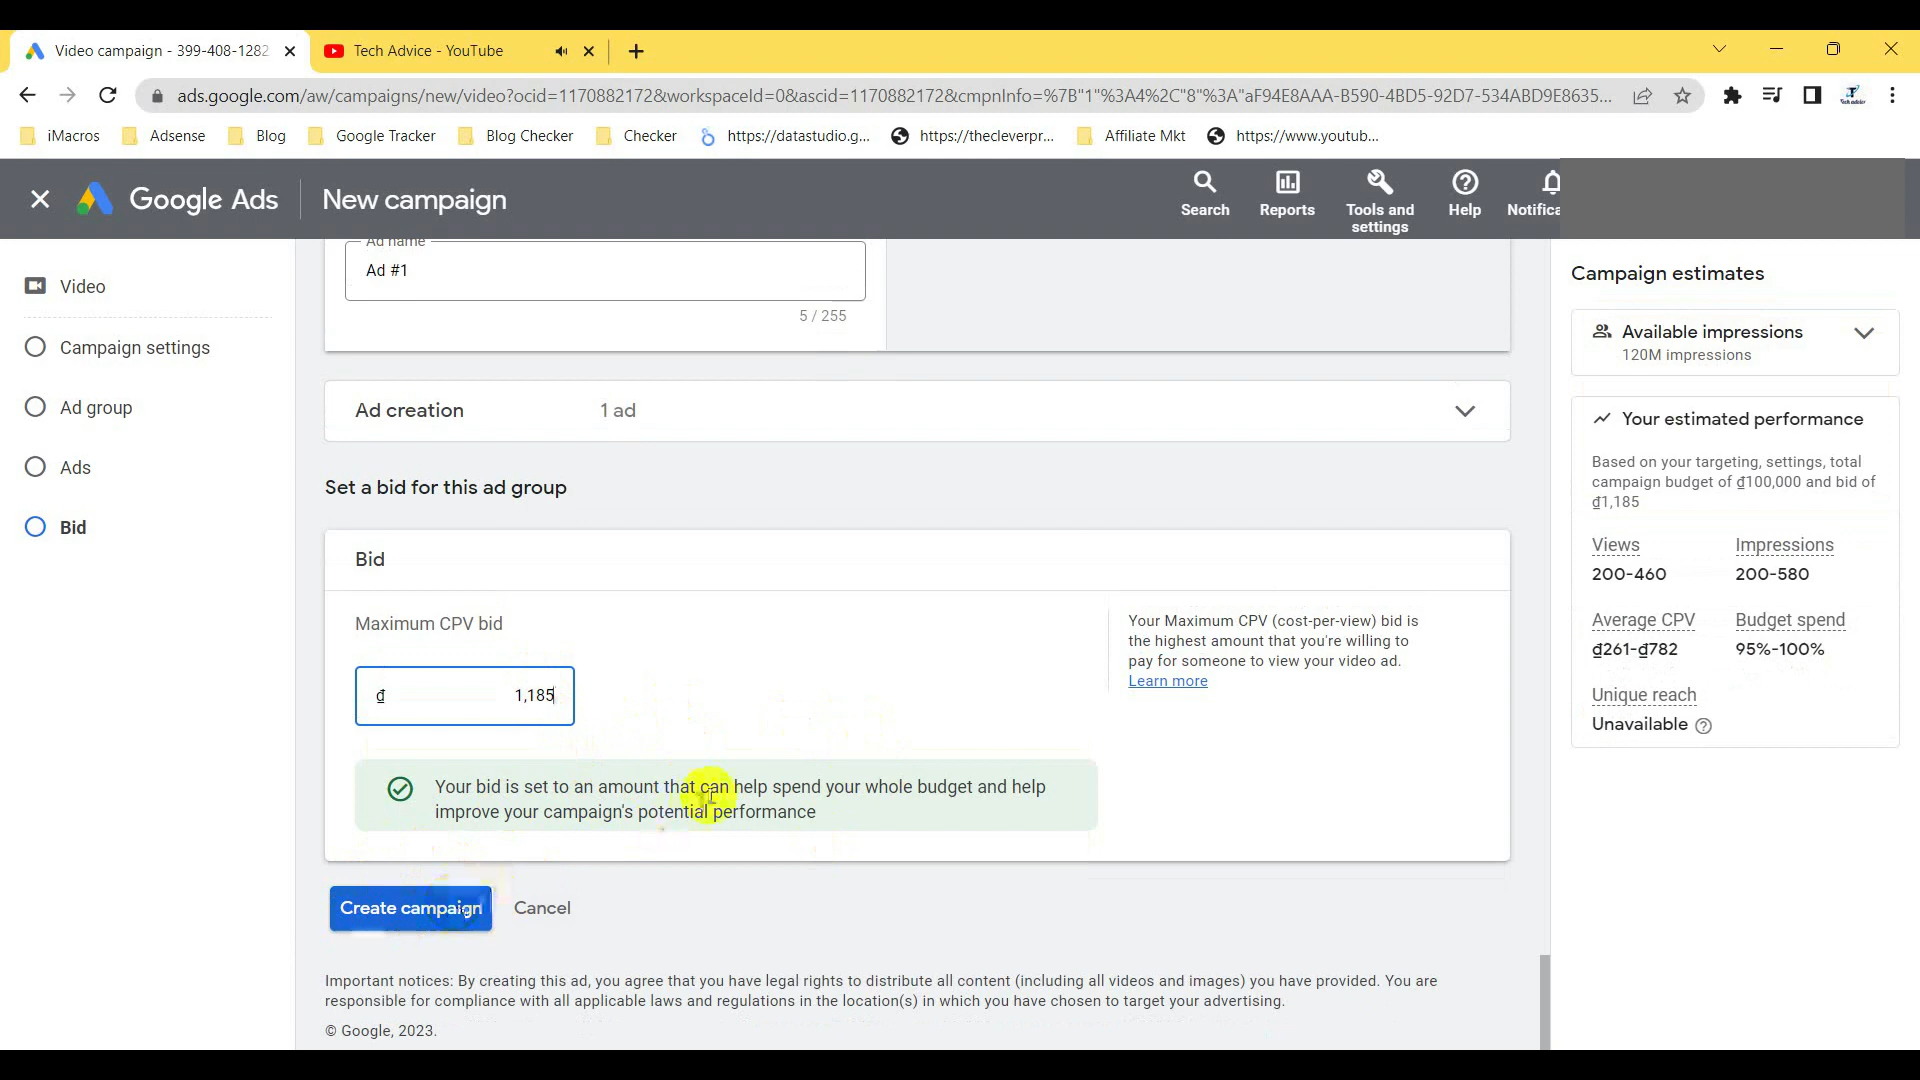 Video campaign - 399-408-1282
Tech Advice - YouTube
ads.google.com/aw/campaigns/new/video?ocid=1170882172&workspaceId=0&ascid=1170882172&cmpnInfo=%7B"1"%3A4%2C"8"%3A"aF94E8AAA-B590-4BD5-92D7-534ABD9E8635...
iMacros
Adsense
Blog
Google Tracker
Blog Checker
Checker
https://datastudio.g...
https://thecleverpr...
Affiliate Mkt
https://www.youtub...
Google Ads
New campaign
Search
Reports
Tools and
settings
Help
Notifica
Video
Campaign settings
Ad group
Ads
Bid
Ad name
Ad #1
5 / 255
Ad creation
1 ad
Set a bid for this ad group
Bid
Maximum CPV bid
₫ 1,185
Your Maximum CPV (cost-per-view) bid is
the highest amount that you're willing to
pay for someone to view your video ad.
Learn more
Your bid is set to an amount that can help spend your whole budget and help
improve your campaign's potential performance
Create campaign
Cancel
Important notices: By creating this ad, you agree that you have legal rights to distribute all content (including all videos and images) you have provided. You are
responsible for compliance with all applicable laws and regulations in the location(s) in which you have chosen to target your advertising.
© Google, 2023.
Campaign estimates
Available impressions
120M impressions
Your estimated performance
Based on your targeting, settings, total
campaign budget of ₫100,000 and bid of
₫1,185
Views
Impressions
200-460
200-580
Average CPV
Budget spend
₫261-₫782
95%-100%
Unique reach
Unavailable